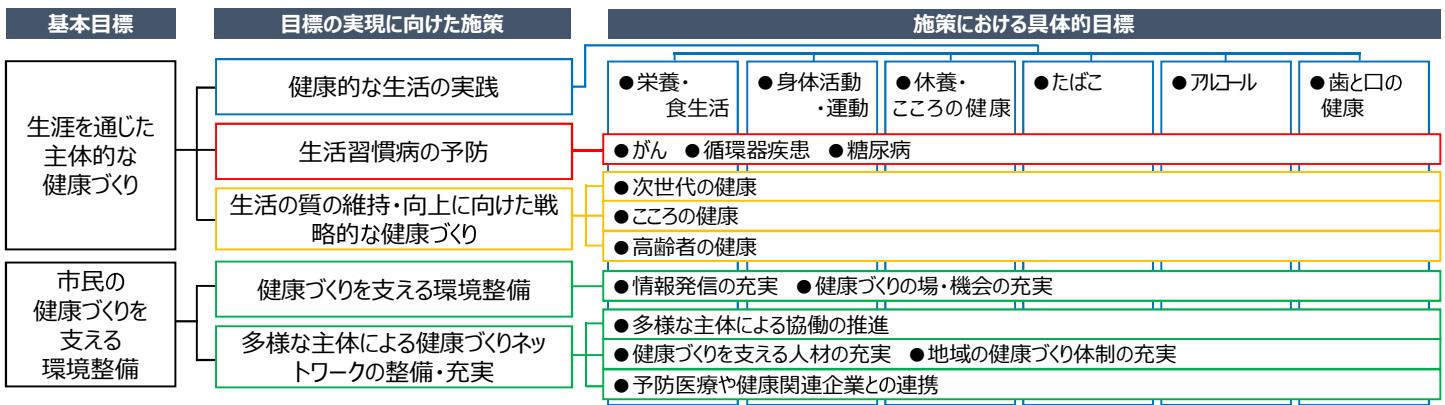 基本目標
目標の実現に向けた施策
施策における具体的目標
生涯を通じた
主体的な
健康づくり
健康的な生活の実践
●栄養・
食生活
●身体活動
・運動
●休養・
こころの健康
●たばこ
●アルコール
●歯と口の
健康
生活習慣病の予防
●がん ●循環器疾患 ●糖尿病
生活の質の維持・向上に向けた戦
略的な健康づくり
●次世代の健康
●こころの健康
●高齢者の健康
市民の
健康づくりを
支える
環境整備
健康づくりを支える環境整備
●情報発信の充実 ●健康づくりの場・機会の充実
多様な主体による健康づくりネッ
トワークの整備・充実
●多様な主体による協働の推進
●健康づくりを支える人材の充実 ●地域の健康づくり体制の充実
●予防医療や健康関連企業との連携